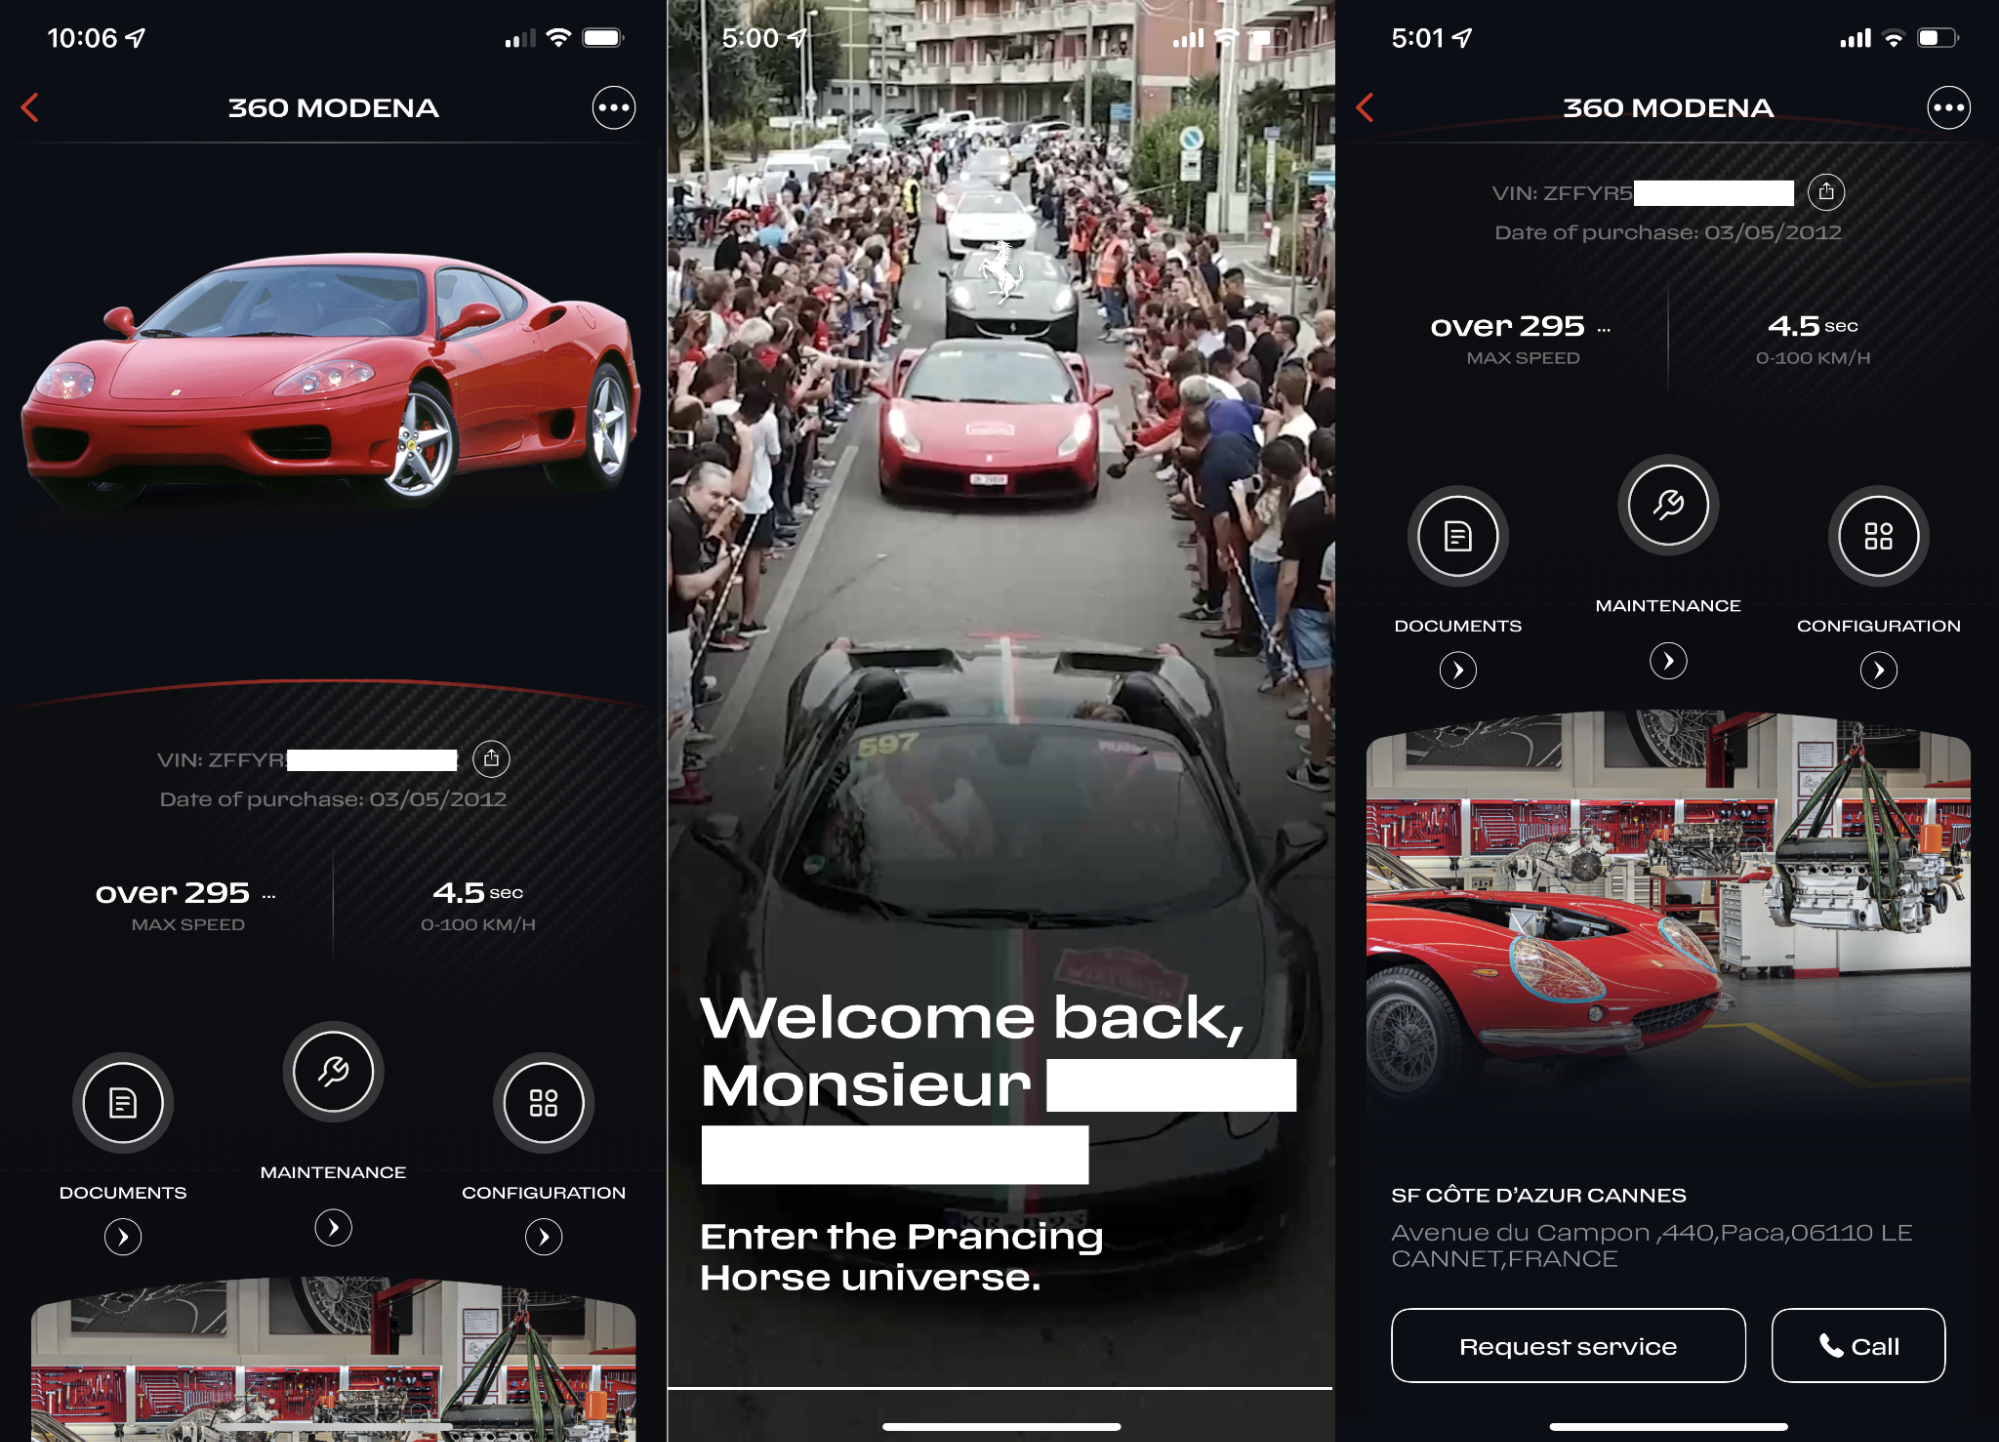 10:06
360 MODENA
VIN: ZFFYR
Date of purchase: 03/05/2012
over 295 ...
MAX SPEED
4.5 sec
0-100 KM/H
DOCUMENTS
MAINTENANCE
CONFIGURATION
5:00
597
Welcome back,
Monsieur
Enter the Prancing
Horse universe.
5:01
360 MODENA
VIN: ZFFYR5
Date of purchase: 03/05/2012
over 295 ...
MAX SPEED
4.5 sec
0-100 KM/H
DOCUMENTS
MAINTENANCE
CONFIGURATION
SF CÔTE D'AZUR CANNES
Avenue du Campon ,440,Paca,06110 LE
CANNET,FRANCE
Request service
Call